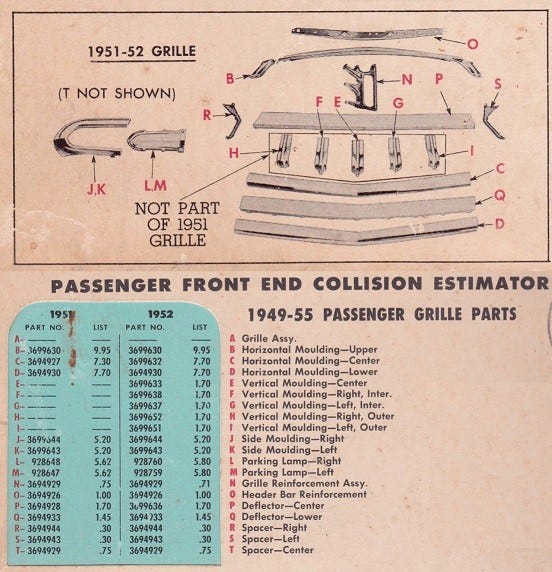 1951-52 GRILLE
(T NOT SHOWN)
O
B
N
P
S
R
F
E
G
H
I
J,K
L,M
C
NOT PART
OF 1951
GRILLE
Q
D
PASSENGER FRONT END COLLISION ESTIMATOR
1949-55 PASSENGER GRILLE PARTS
1951 1952
PART NO. LIST PART NO. LIST
A–
B– 3699630 9.95 3699630 9.95
C– 3694927 7.30 3699632 7.70
D– 3694930 7.70 3694930 7.70
E– 3699633 1.70
F– 3699638 1.70
G– 3699637 1.70
H– 3699652 1.70
I– 3699651 1.70
J– 3699644 5.20 3699644 5.20
K– 3699643 5.20 3699643 5.20
L– 928648 5.62 928760 5.80
M– 928647 5.62 928759 5.80
N– 3694929 .75 3694929 .71
O– 3694926 1.00 3694926 1.00
P– 3694928 1.70 3699636 1.70
Q– 3694933 1.45 3694733 1.45
R– 3694944 .30 3694944 .30
S– 3694943 .30 3694943 .30
T– 3694929 .75 3694929 .75
A Grille Assy.
B Horizontal Moulding—Upper
C Horizontal Moulding—Center
D Horizontal Moulding—Lower
E Vertical Moulding—Center
F Vertical Moulding—Right, Inter.
G Vertical Moulding—Left, Inter.
H Vertical Moulding—Right, Outer
I Vertical Moulding—Left, Outer
J Side Moulding—Right
K Side Moulding—Left
L Parking Lamp—Right
M Parking Lamp—Left
N Grille Reinforcement Assy.
O Header Bar Reinforcement
P Deflector—Center
Q Deflector—Lower
R Spacer—Right
S Spacer—Left
T Spacer—Center